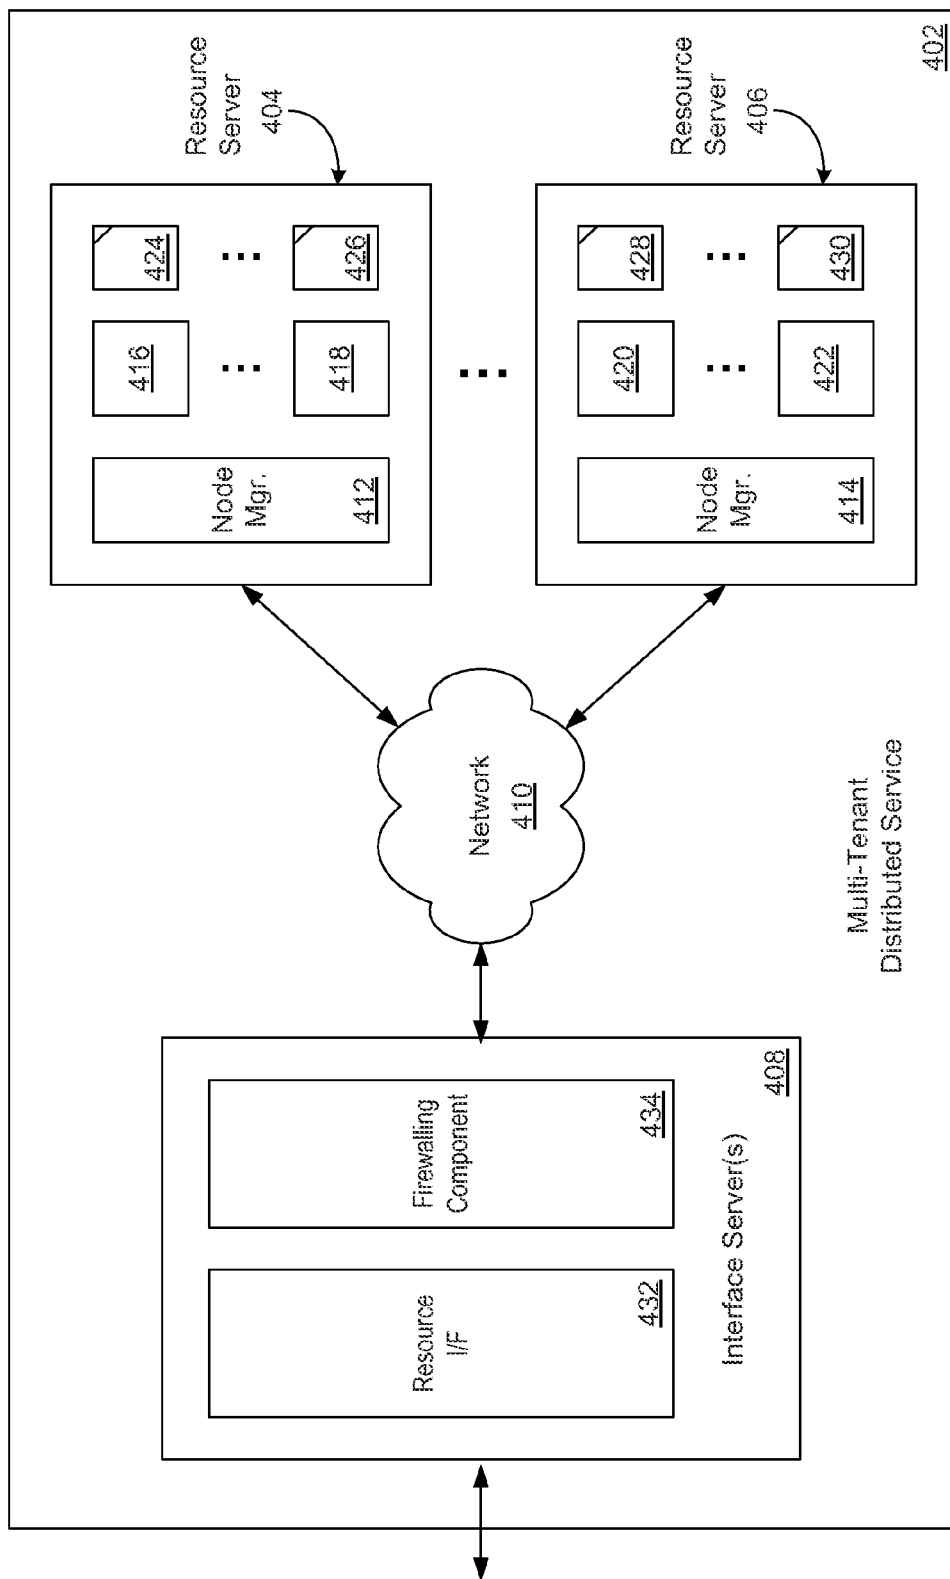 402
Resource
Server
404
424
...
426
416
...
418
Node
Mgr.
412
...
Resource
Server
406
428
...
430
420
...
422
Node
Mgr.
414
Network
410
Multi-Tenant
Distributed Service
Firewalling
Component
434
Resource
I/F
432
Interface Server(s)
408